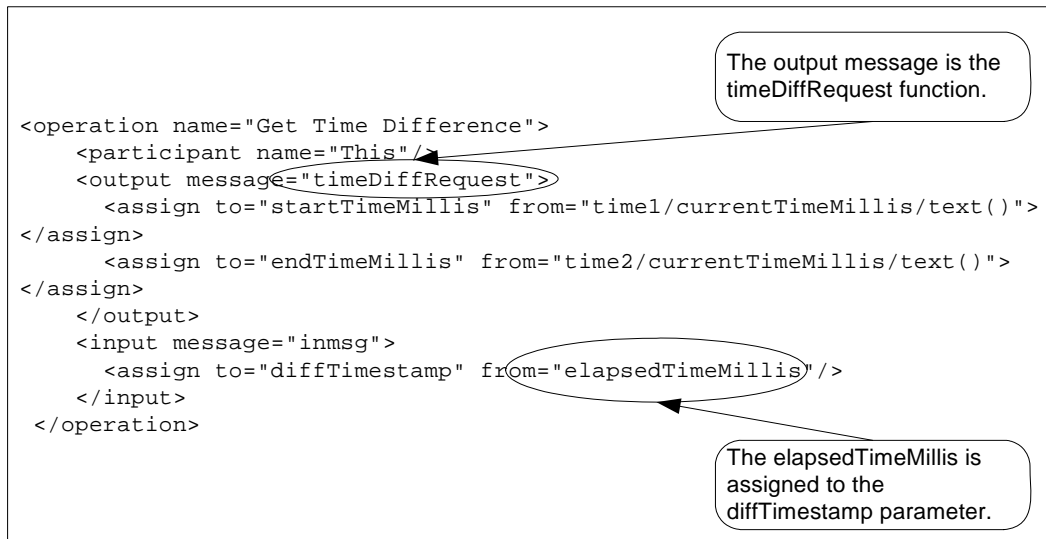 The output message is the
timeDiffRequest function.
<operation name="Get Time Difference">
<participant name="This"/>
<output message="timeDiffRequest">
<assign to="startTimeMillis" from="time1/currentTimeMillis/text()">
</assign>
<assign to="endTimeMillis" from="time2/currentTimeMillis/text()">
</assign>
</output>
<input message="inmsg">
<assign to="diffTimestamp" from="elapsedTimeMillis"/>
</input>
</operation>
The elapsedTimeMillis is
assigned to the
diffTimestamp parameter.